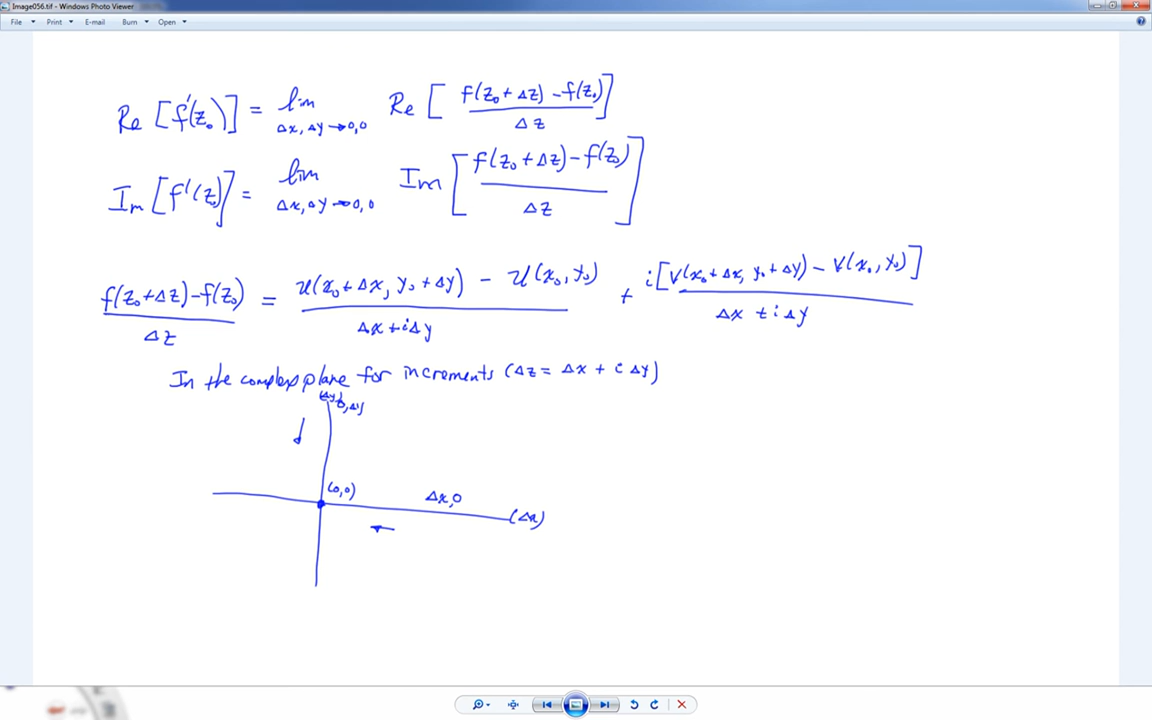 Image056.tif - Windows Photo Viewer
File Print E-mail Burn Open
Re [f'(z₀)] = lim Δx, Δy → 0,0 Re [ f(z₀ + Δz) - f(z₀) / Δz ]
Im [f'(z₀)] = lim Δx, Δy → 0,0 Im [ f(z₀ + Δz) - f(z₀) / Δz ]
f(z₀+Δz) - f(z₀) / Δz = u(x₀+Δx, y₀+Δy) - u(x₀, y₀) / Δx + iΔy + i[v(x₀+Δx, y₀+Δy) - v(x₀, y₀)] / Δx + iΔy
In the complex plane for increments (Δz = Δx + i Δy)
(Δy)
0,Δy
(0,0)
Δx,0
(Δx)